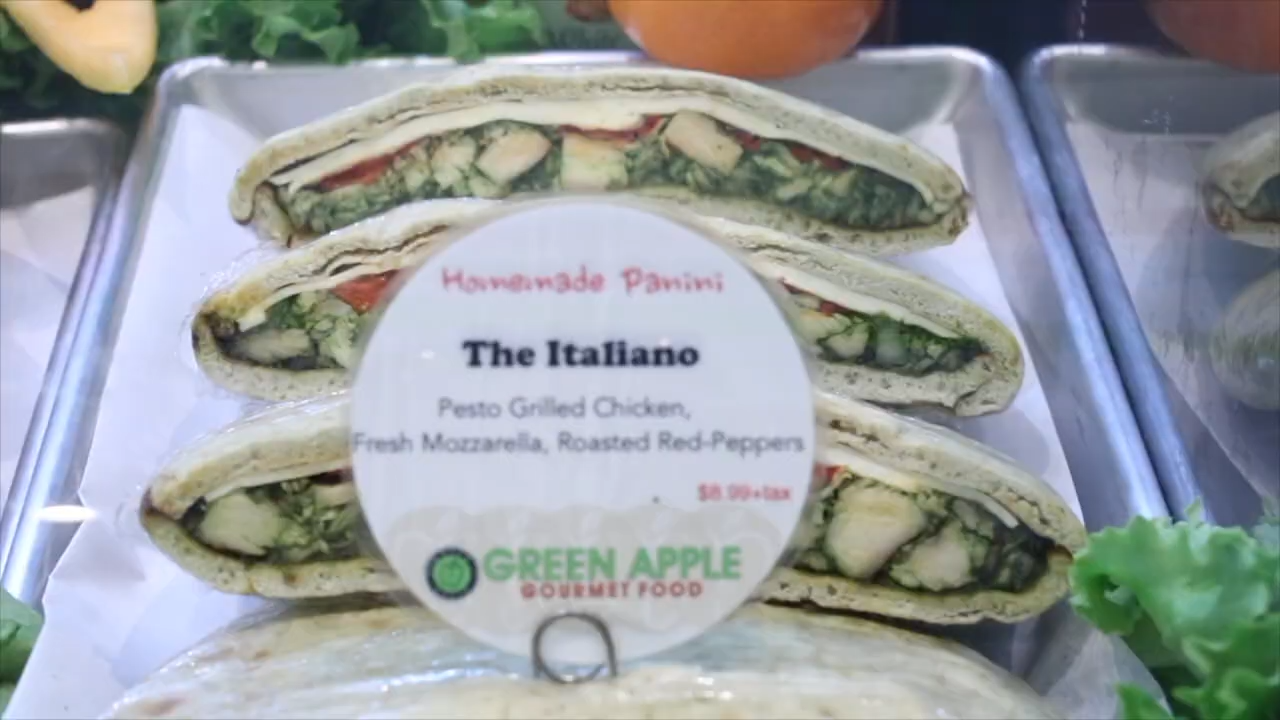 Homemade Panini
The Italiano
Pesto Grilled Chicken,
Fresh Mozzarella, Roasted Red-Peppers
$8.99+tax
GREEN APPLE
GOURMET FOOD